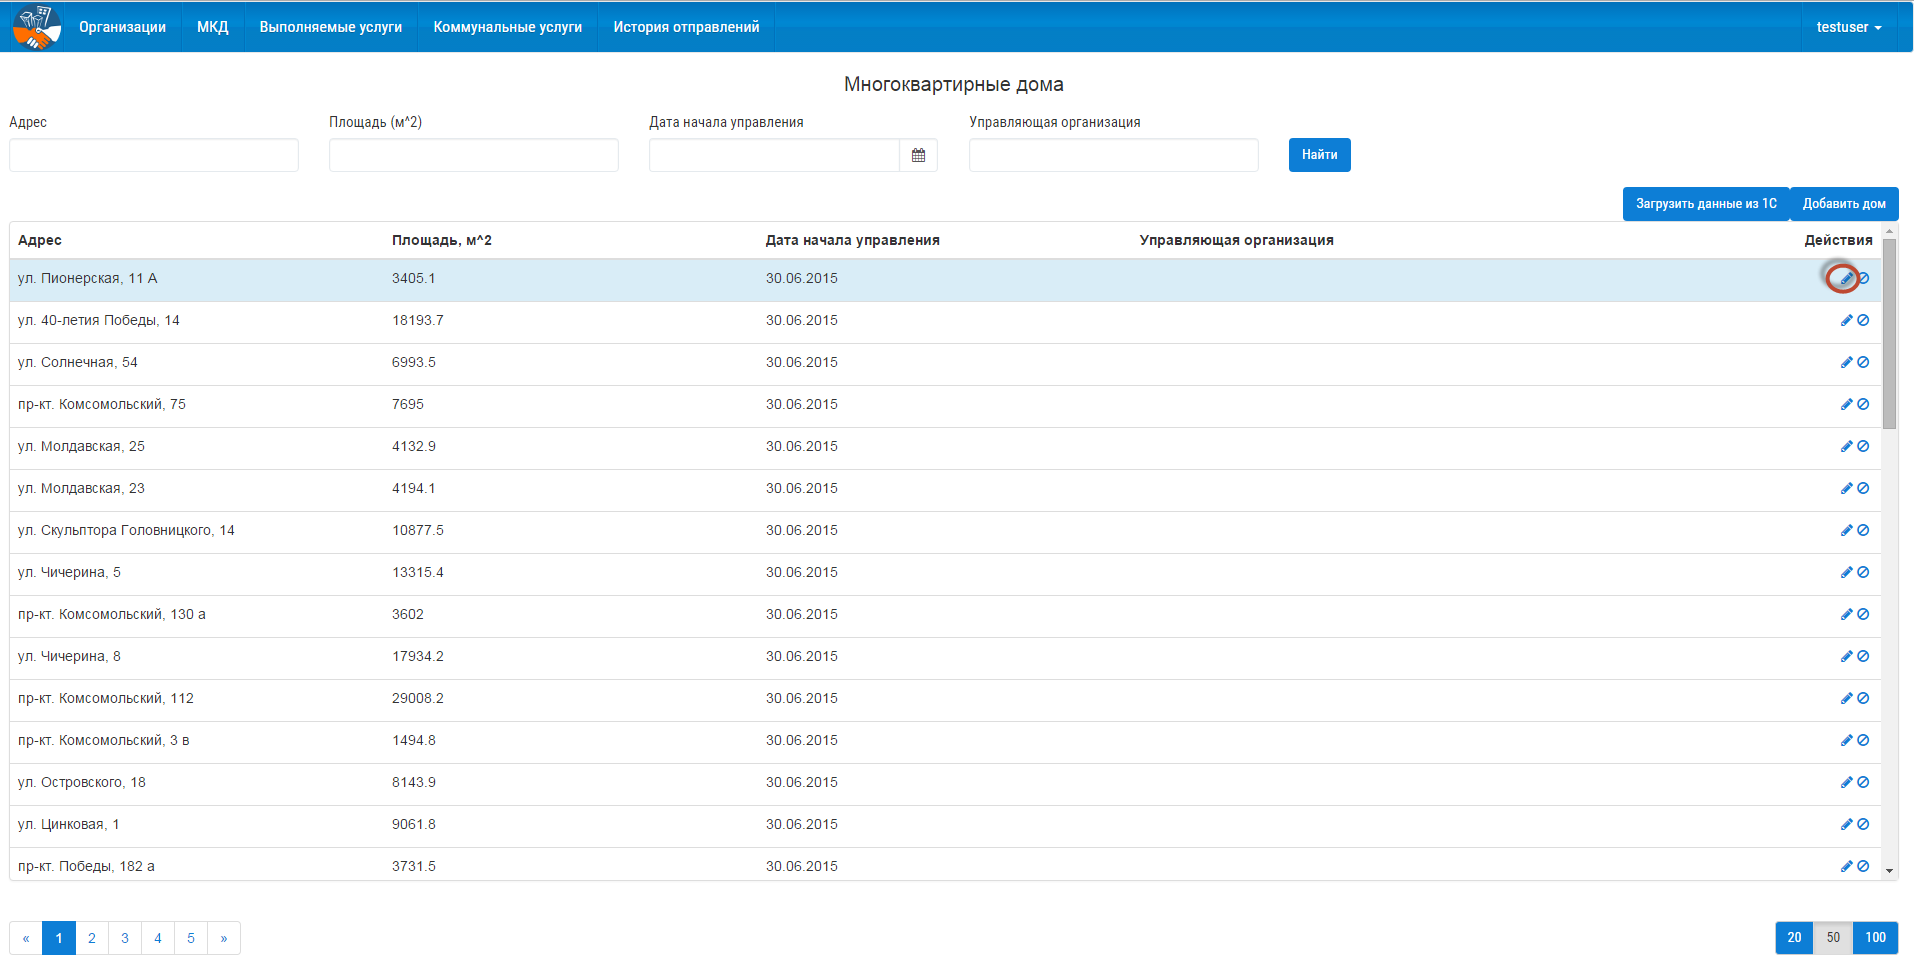 Организации МКД Выполняемые услуги Коммунальные услуги История отправлений testuser
Многоквартирные дома
Адрес Площадь (м^2) Дата начала управления Управляющая организация
Найти
Загрузить данные из 1С Добавить дом
Адрес Площадь, м^2 Дата начала управления Управляющая организация Действия
ул. Пионерская, 11 А 3405.1 30.06.2015
ул. 40-летия Победы, 14 18193.7 30.06.2015
ул. Солнечная, 54 6993.5 30.06.2015
пр-кт. Комсомольский, 75 7695 30.06.2015
ул. Молдавская, 25 4132.9 30.06.2015
ул. Молдавская, 23 4194.1 30.06.2015
ул. Скульптора Головницкого, 14 10877.5 30.06.2015
ул. Чичерина, 5 13315.4 30.06.2015
пр-кт. Комсомольский, 130 а 3602 30.06.2015
ул. Чичерина, 8 17934.2 30.06.2015
пр-кт. Комсомольский, 112 29008.2 30.06.2015
пр-кт. Комсомольский, 3 в 1494.8 30.06.2015
ул. Островского, 18 8143.9 30.06.2015
ул. Цинковая, 1 9061.8 30.06.2015
пр-кт. Победы, 182 а 3731.5 30.06.2015
« 1 2 3 4 5 » 20 50 100